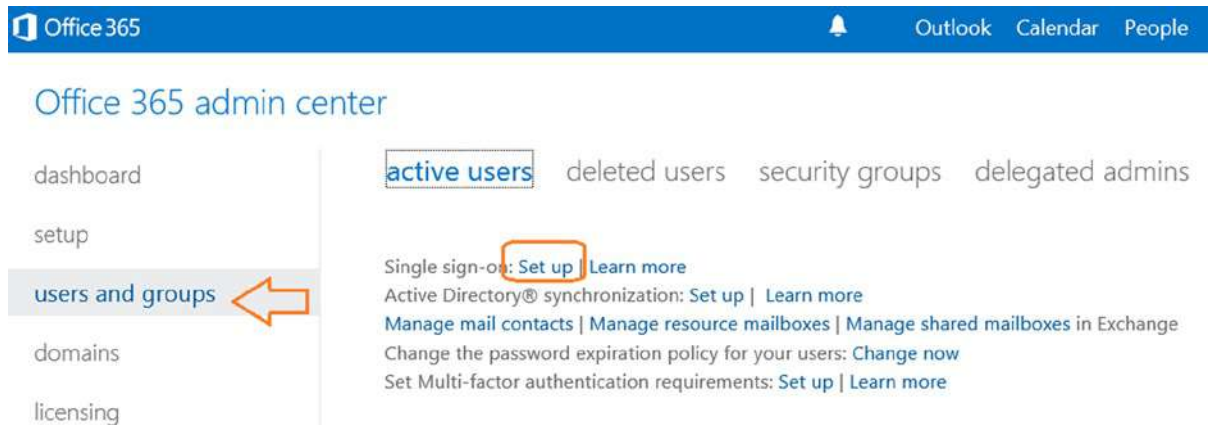 Office 365 Outlook Calendar People
Office 365 admin center
dashboard
setup
users and groups
domains
licensing
active users deleted users security groups delegated admins
Single sign-on: Set up | Learn more
Active Directory® synchronization: Set up | Learn more
Manage mail contacts | Manage resource mailboxes | Manage shared mailboxes in Exchange
Change the password expiration policy for your users: Change now
Set Multi-factor authentication requirements: Set up | Learn more